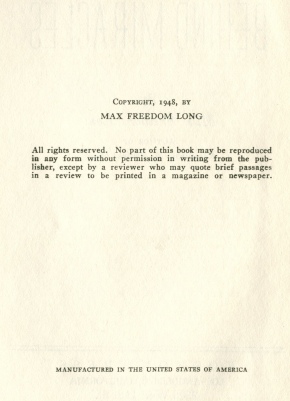 COPYRIGHT, 1948, BY
MAX FREEDOM LONG
All rights reserved. No part of this book may be reproduced
in any form without permission in writing from the pub-
lisher, except by a reviewer who may quote brief passages
in a review to be printed in a magazine or newspaper.
MANUFACTURED IN THE UNITED STATES OF AMERICA